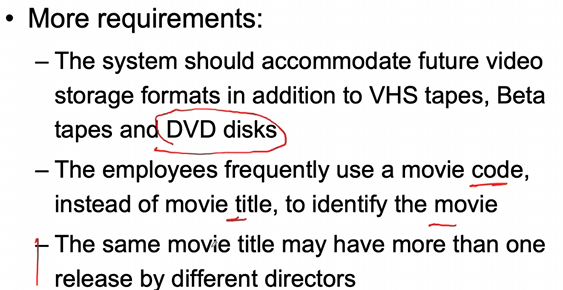 • More requirements:
– The system should accommodate future video
storage formats in addition to VHS tapes, Beta
tapes and DVD disks
– The employees frequently use a movie code,
instead of movie title, to identify the movie
– The same movie title may have more than one
release by different directors